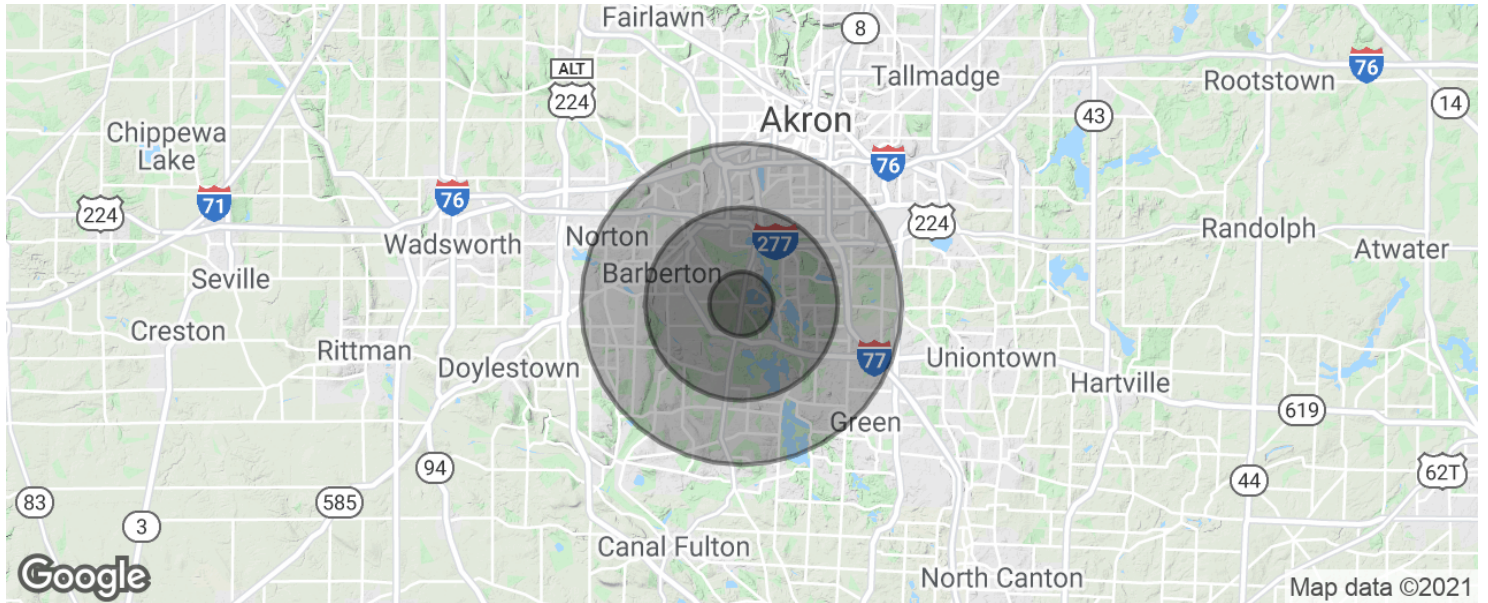 Fairlawn
8
ALT
224
Tallmadge
76
Rootstown
14
43
Akron
Chippewa
Lake
76
71
76
224
224
Randolph
Norton
277
Wadsworth
Atwater
Barberton
Seville
Creston
Rittman
Doylestown
77
Uniontown
Hartville
619
Green
94
62T
44
83
585
3
Canal Fulton
North Canton
Google
Map data ©2021